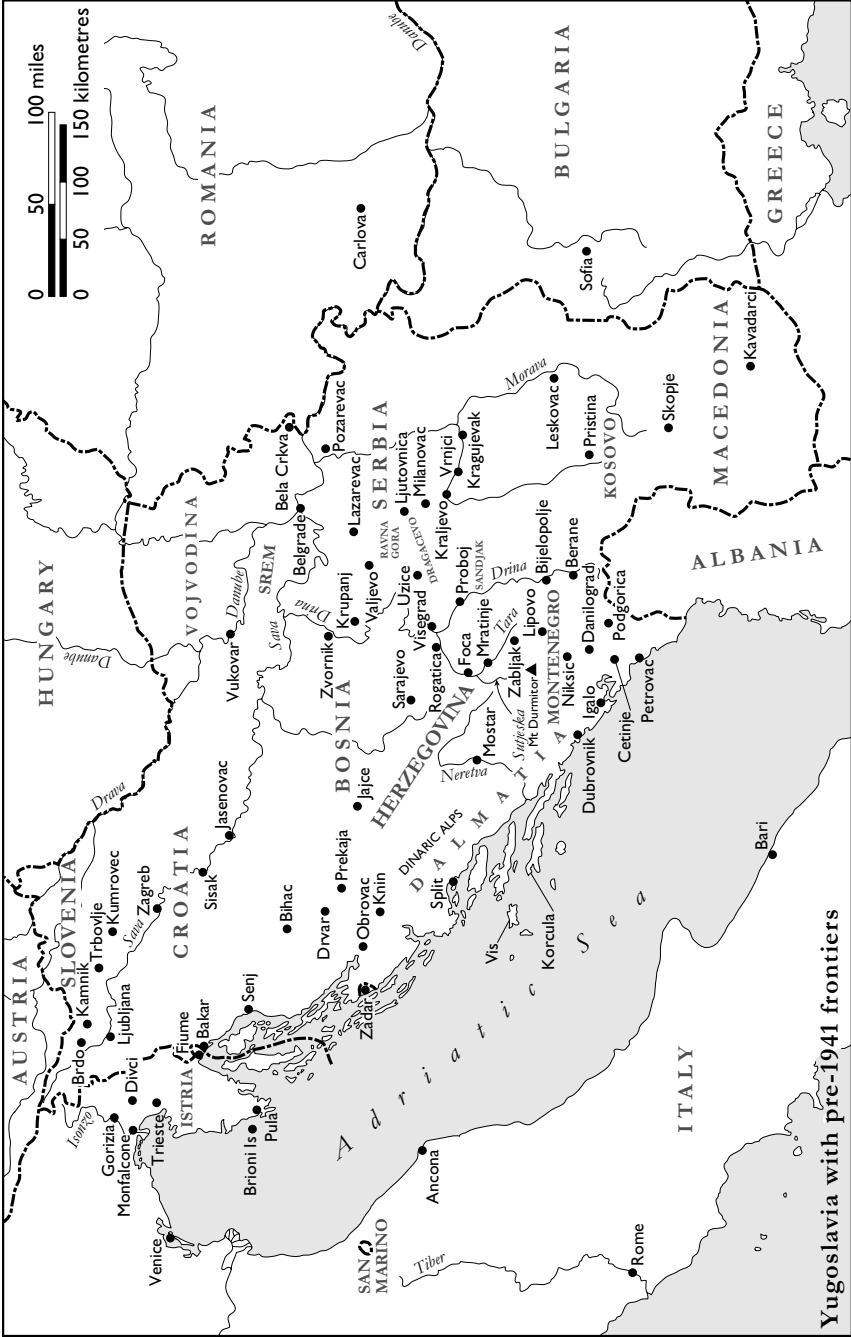 AUSTRIA
HUNGARY
ROMANIA
0 50 100 miles
0 50 100 150 kilometres
Isonzo
Brdo
Kamnik
SLOVENIA
Trbovlje
Kumrovec
Drava
Danube
Danube
Gorizia
Divci
Ljubljana
Sava
Zagreb
Monfalcone
Trieste
VOJVODINA
Venice
ISTRIA
Fiume
Bakar
CROATIA
Sisak
Jasenovac
Vukovar
Danube
SREM
Brioni Is
Pula
Senj
Bihac
Sava
Belgrade
Bela Crkva
Drvar
Prekaja
BOSNIA
Zvornik
Drina
Krupanj
Lazarevac
Pozarevac
Carlova
SAN
MARINO
Zadar
Obrovac
Knin
Jajce
Valjevo
RAVNA
GORA
SERBIA
Ljutovnica
Milanovac
Tiber
Ancona
Adriatic Sea
DINARIC ALPS
DALMATIA
HERZEGOVINA
Sarajevo
Rogatica
Visegrad
Uzice
DRAGACEVO
Kraljevo
Vrnjci
Kragujevak
Split
Neretva
Mostar
Foca
Mratinje
Proboj
SANDJAK
Drina
Morava
Vis
Korcula
Sutjeska
Zabljak
Mt Durmitor
Tara
Lipovo
Bijelopolje
Leskovac
BULGARIA
MONTENEGRO
Niksic
Berane
Pristina
KOSOVO
Sofia
Dubrovnik
Igalo
Danilograd
Podgorica
Cetinje
Petrovac
Skopje
Rome
ITALY
Bari
ALBANIA
MACEDONIA
Kavadarci
GREECE
Yugoslavia with pre-1941 frontiers